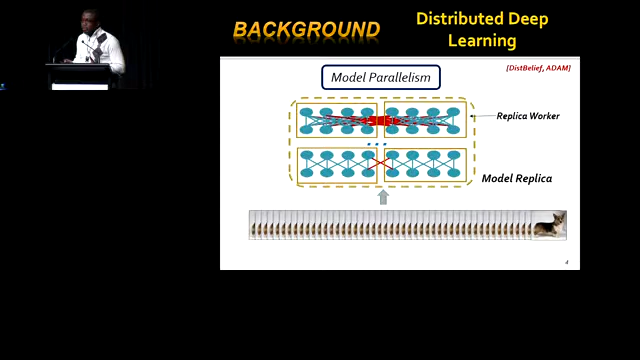 BACKGROUND
Distributed Deep
Learning
Model Parallelism
[DistBelief, ADAM]
Replica Worker
Model Replica
4